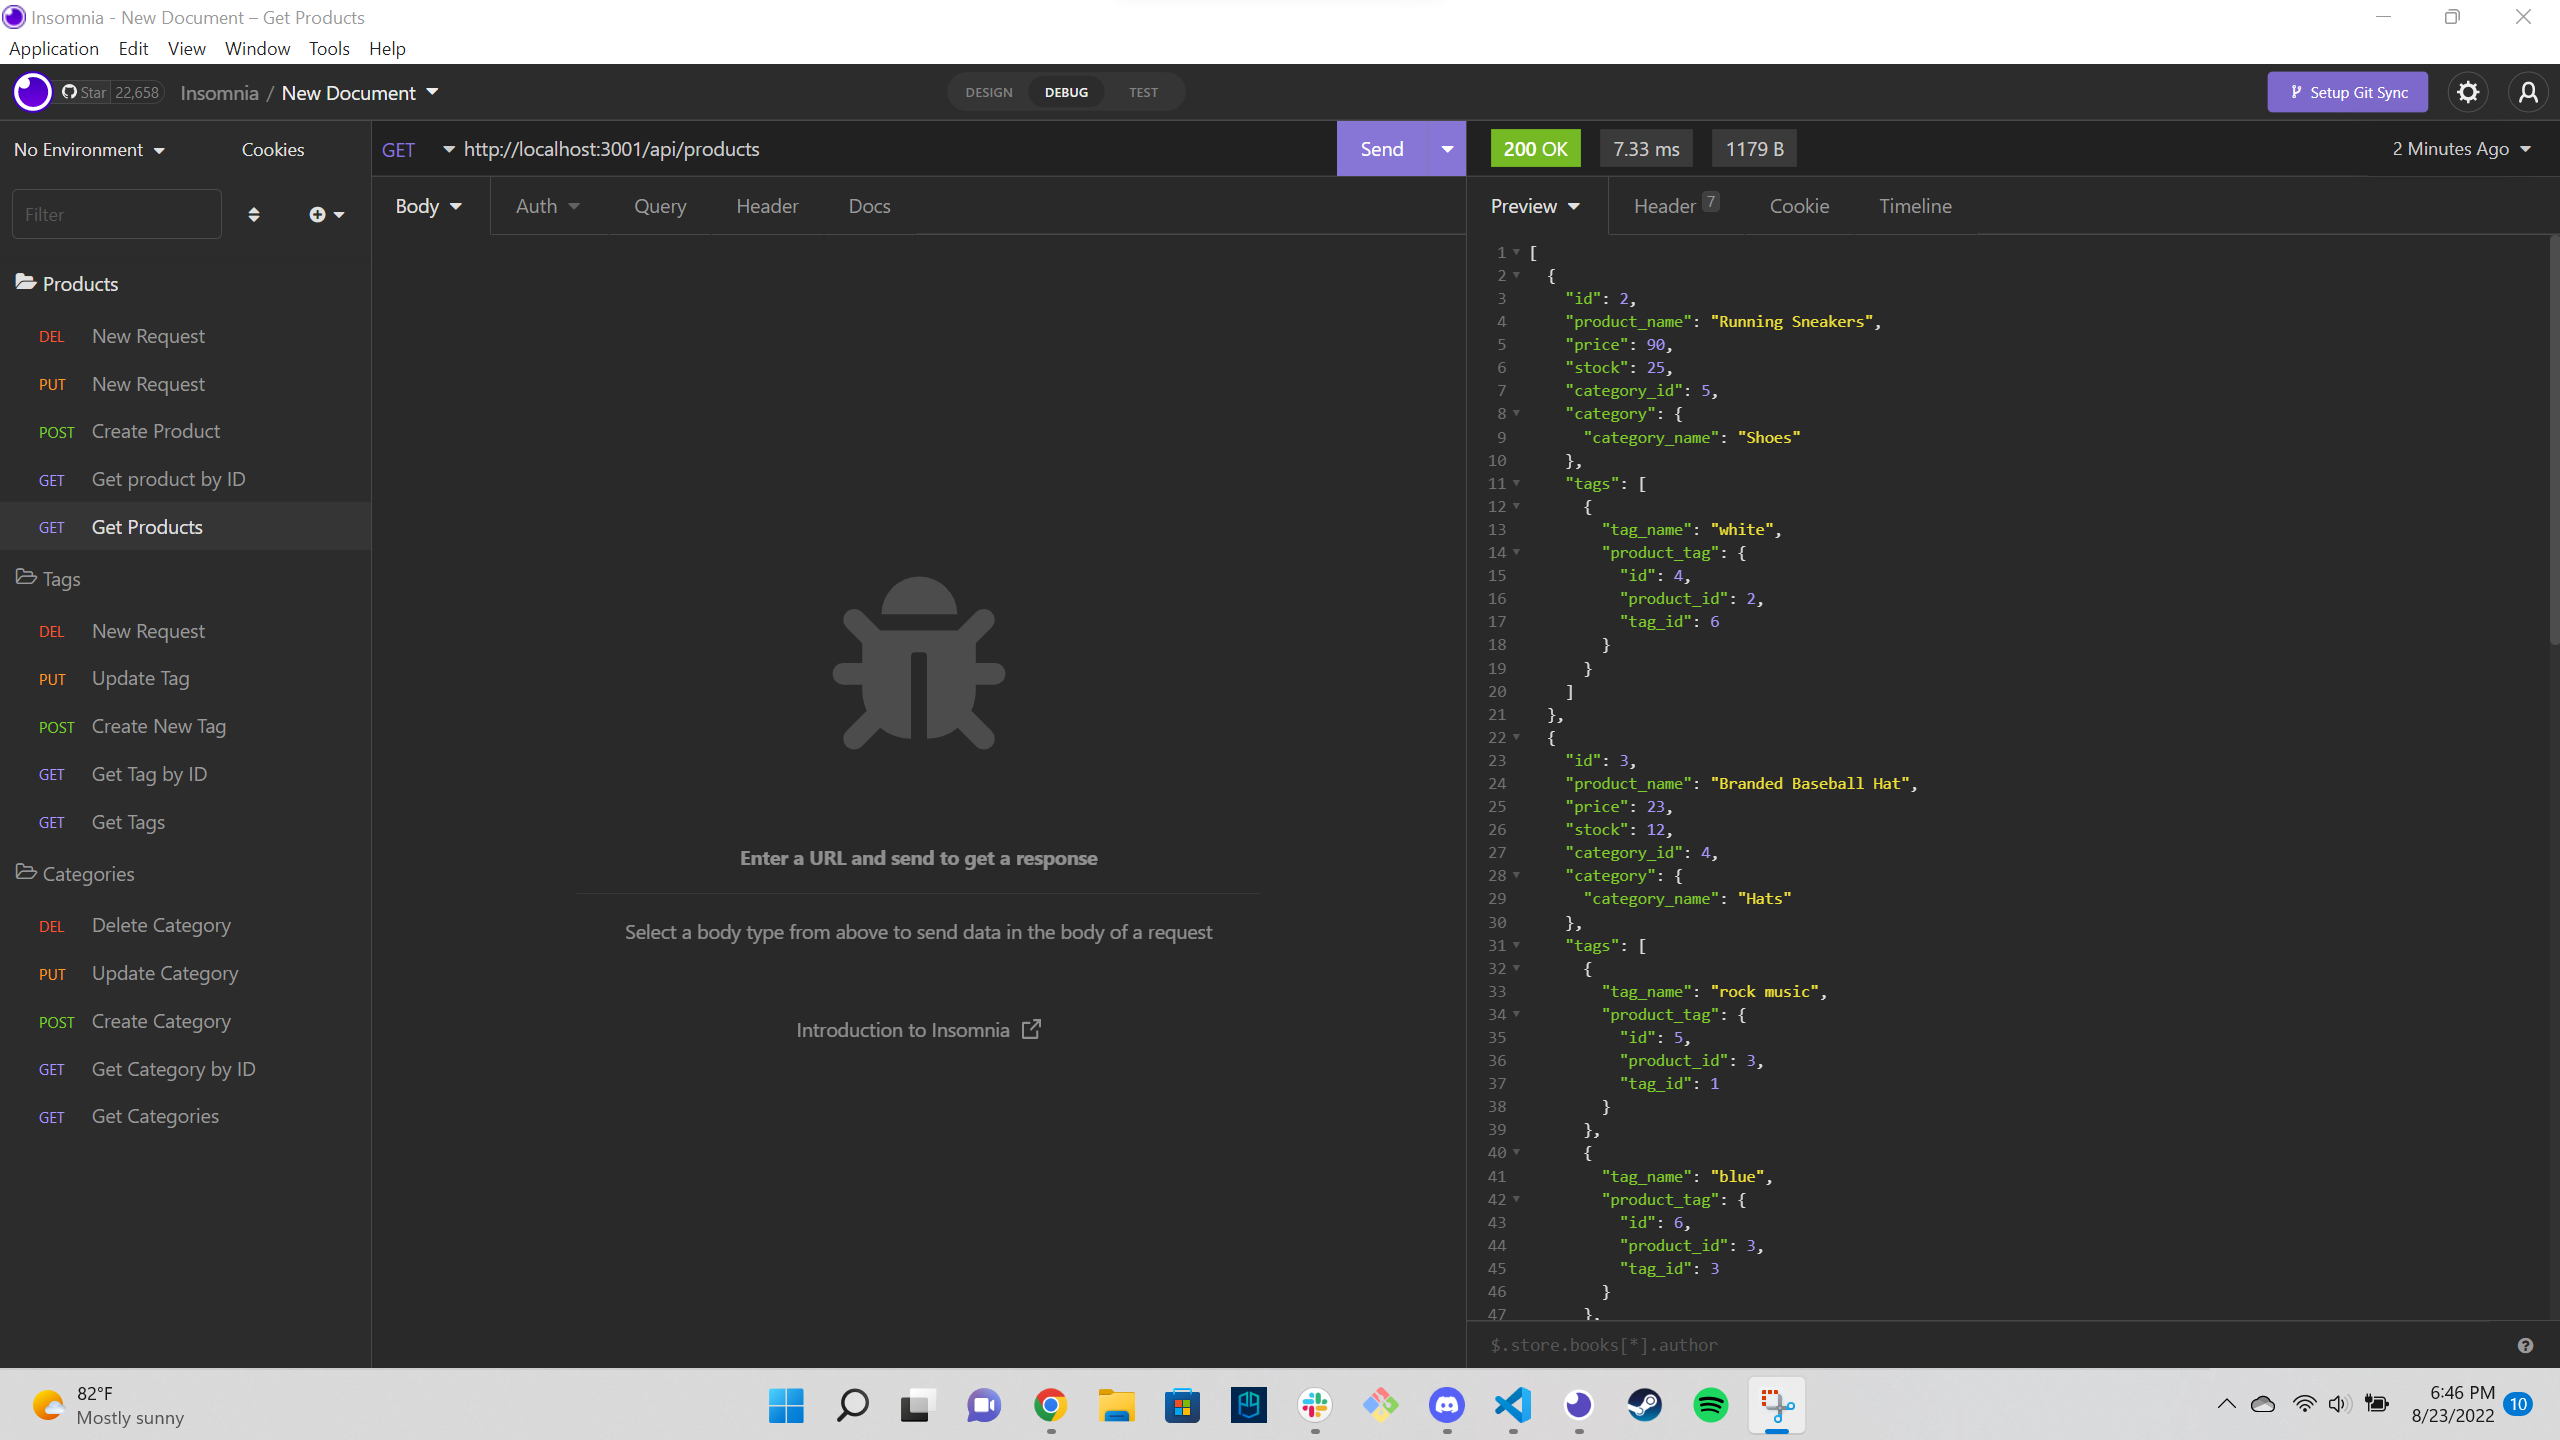 Insomnia - New Document – Get Products
Application Edit View Window Tools Help
Star 22,658 Insomnia / New Document
DESIGN DEBUG TEST
Setup Git Sync
No Environment Cookies
Filter
Products
DEL New Request
PUT New Request
POST Create Product
GET Get product by ID
GET Get Products
Tags
DEL New Request
PUT Update Tag
POST Create New Tag
GET Get Tag by ID
GET Get Tags
Categories
DEL Delete Category
PUT Update Category
POST Create Category
GET Get Category by ID
GET Get Categories
GET http://localhost:3001/api/products Send
Body Auth Query Header Docs
Enter a URL and send to get a response
Select a body type from above to send data in the body of a request
Introduction to Insomnia
200 OK 7.33 ms 1179 B 2 Minutes Ago
Preview Header 7 Cookie Timeline
1 [
2 {
3 "id": 2,
4 "product_name": "Running Sneakers",
5 "price": 90,
6 "stock": 25,
7 "category_id": 5,
8 "category": {
9 "category_name": "Shoes"
10 },
11 "tags": [
12 {
13 "tag_name": "white",
14 "product_tag": {
15 "id": 4,
16 "product_id": 2,
17 "tag_id": 6
18 }
19 }
20 ]
21 },
22 {
23 "id": 3,
24 "product_name": "Branded Baseball Hat",
25 "price": 23,
26 "stock": 12,
27 "category_id": 4,
28 "category": {
29 "category_name": "Hats"
30 },
31 "tags": [
32 {
33 "tag_name": "rock music",
34 "product_tag": {
35 "id": 5,
36 "product_id": 3,
37 "tag_id": 1
38 }
39 },
40 {
41 "tag_name": "blue",
42 "product_tag": {
43 "id": 6,
44 "product_id": 3,
45 "tag_id": 3
46 }
47 },
$.store.books[*].author
82°F
Mostly sunny
6:46 PM
8/23/2022
10